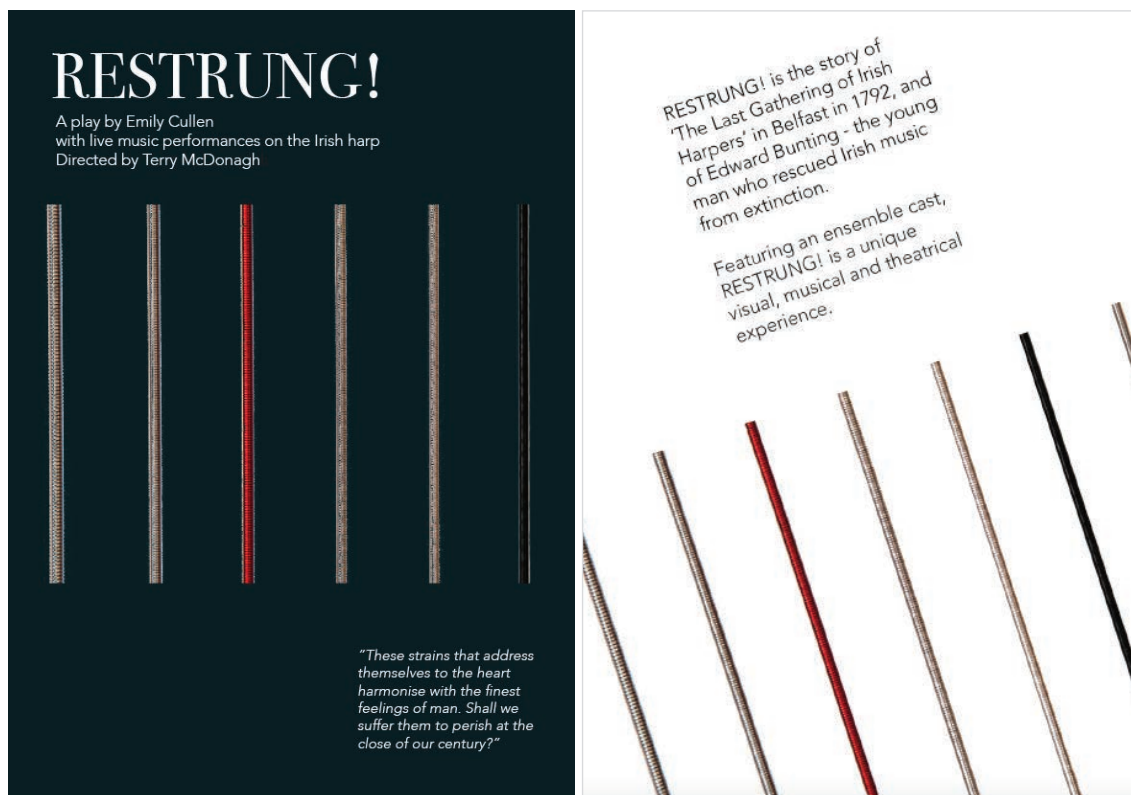 RESTRUNG!
A play by Emily Cullen
with live music performances on the Irish harp
Directed by Terry McDonagh
"These strains that address
themselves to the heart
harmonise with the finest
feelings of man. Shall we
suffer them to perish at the
close of our century?"
RESTRUNG! is the story of
'The Last Gathering of Irish
Harpers' in Belfast in 1792, and
of Edward Bunting - the young
man who rescued Irish music
from extinction.
Featuring an ensemble cast,
RESTRUNG! is a unique
visual, musical and theatrical
experience.